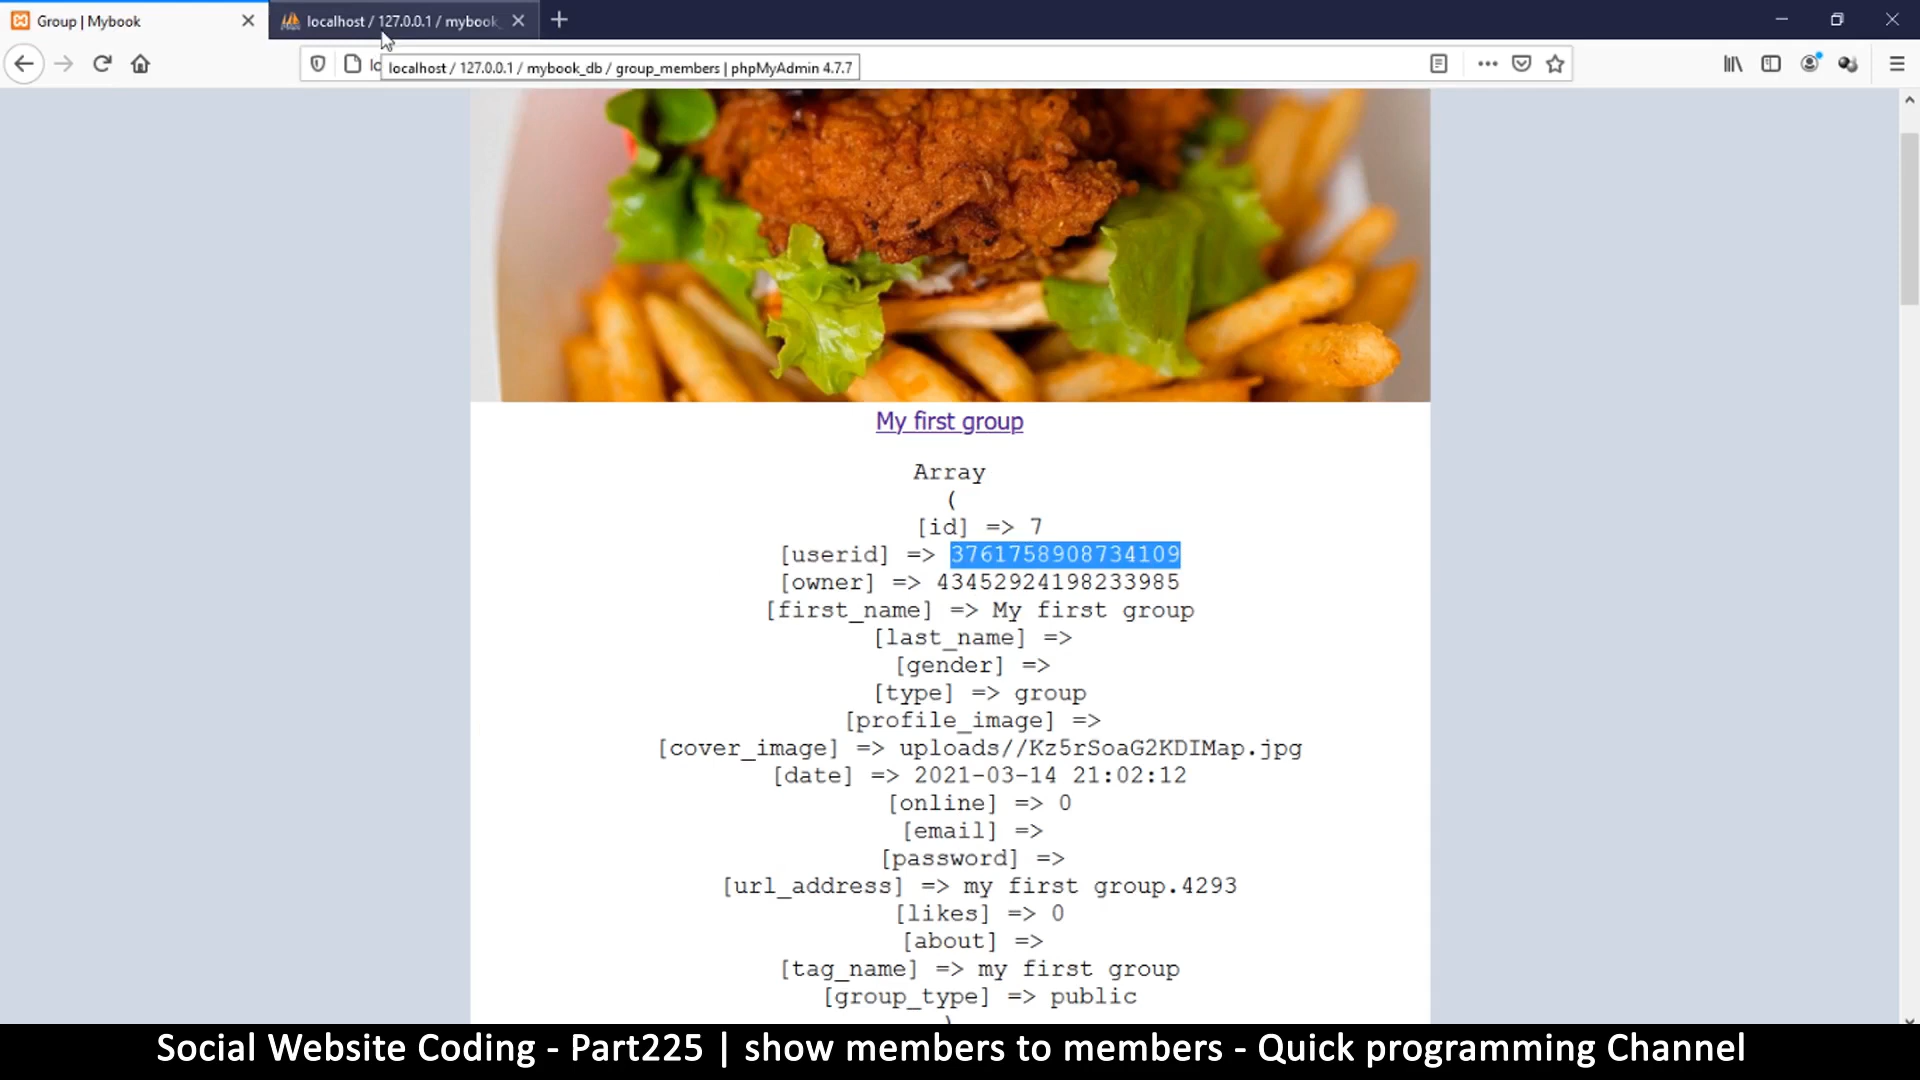 Group | Mybook
localhost / 127.0.0.1 / mybook_
localhost / 127.0.0.1 / mybook_db / group_members | phpMyAdmin 4.7.7
My first group
Array
(
[id] => 7
[userid] => 3761758908734109
[owner] => 43452924198233985
[first_name] => My first group
[last_name] =>
[gender] =>
[type] => group
[profile_image] =>
[cover_image] => uploads//Kz5rSoaG2KDIMap.jpg
[date] => 2021-03-14 21:02:12
[online] => 0
[email] =>
[password] =>
[url_address] => my first group.4293
[likes] => 0
[about] =>
[tag_name] => my first group
[group_type] => public
)
Social Website Coding - Part225 | show members to members - Quick programming Channel